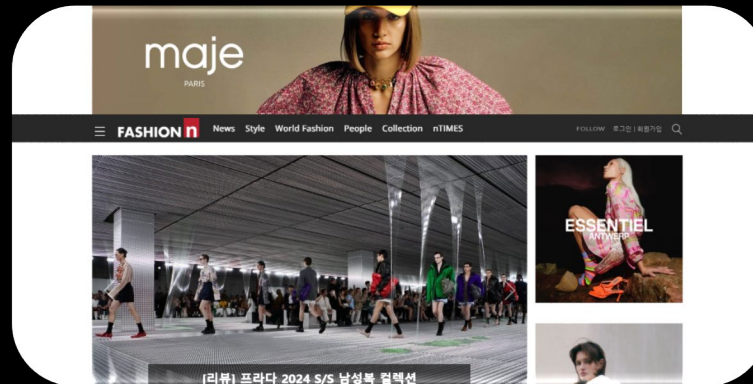 maje
PARIS
FASHION n News Style World Fashion People Collection nTIMES FOLLOW 로그인 | 회원가입
ESSENTIEL
ANTWERP
[리뷰] 프라다 2024 S/S 남성복 컬렉션